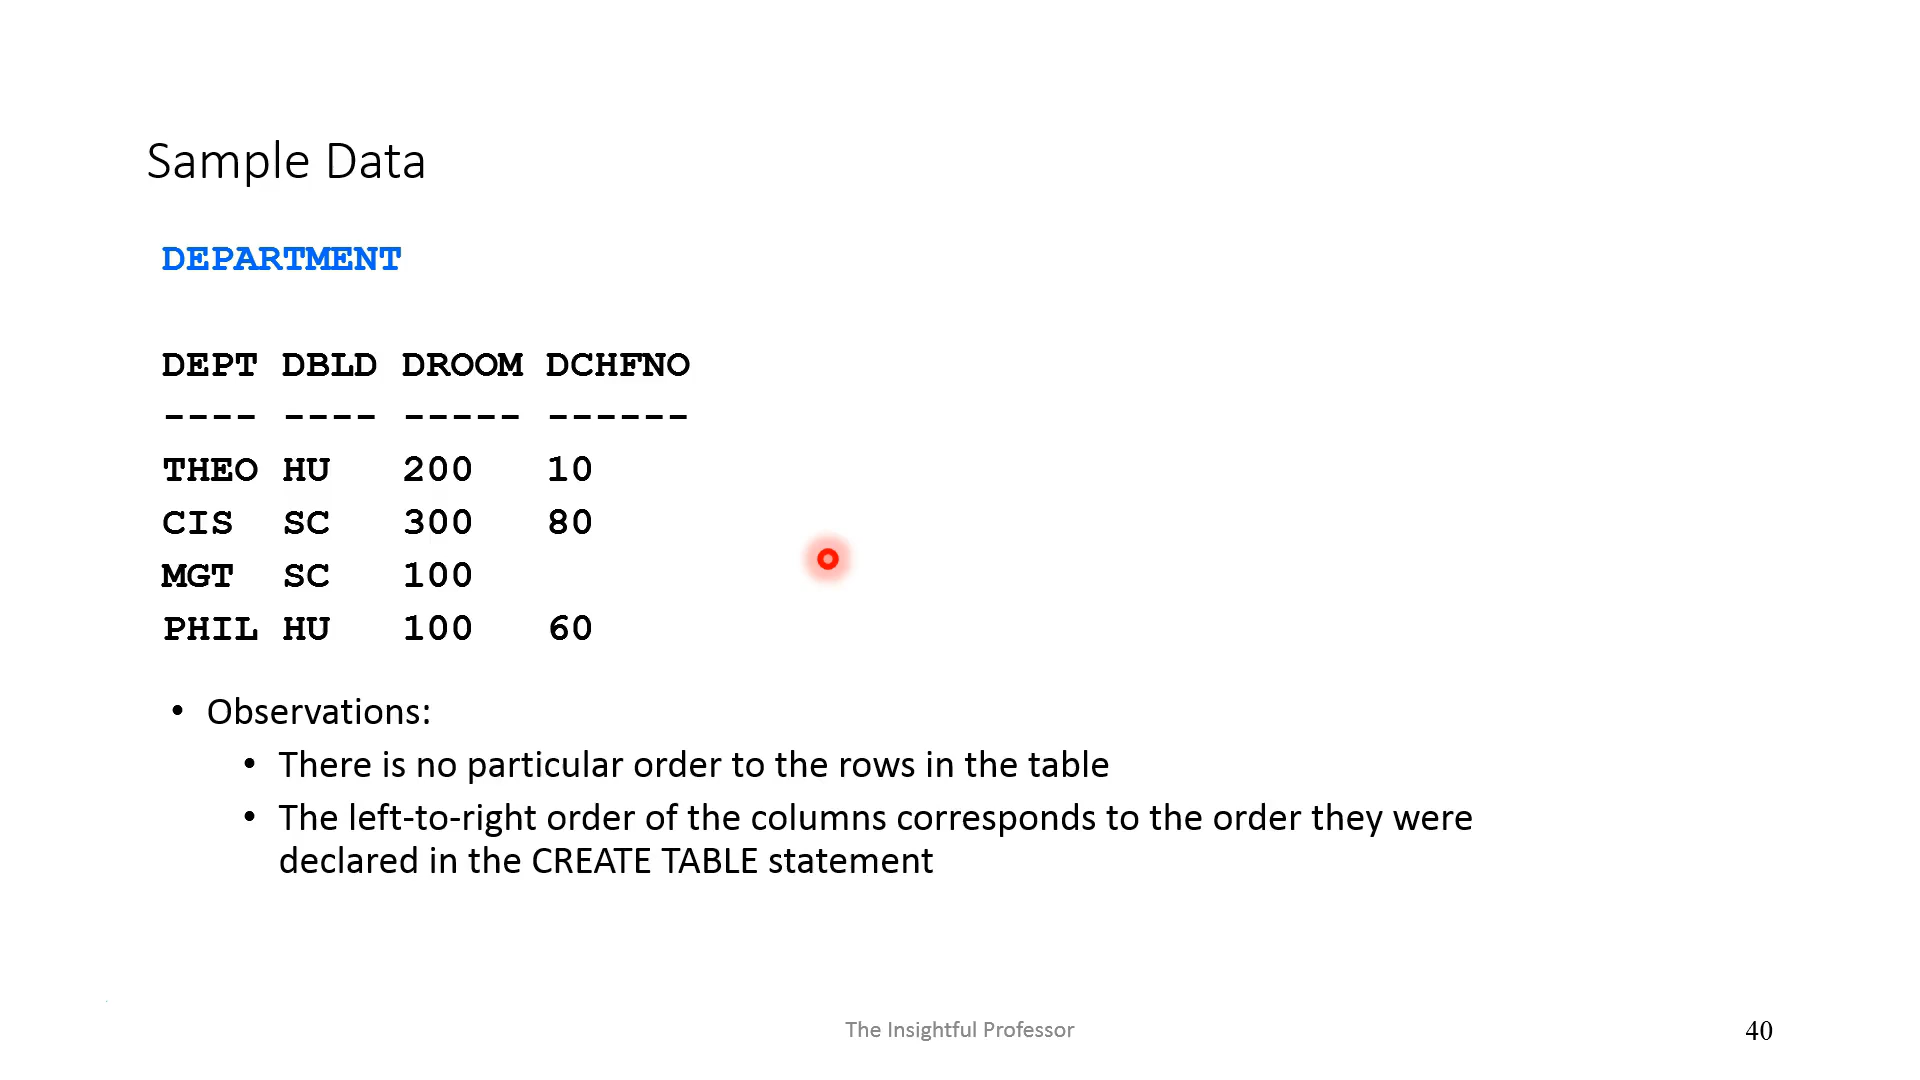 Sample Data
DEPARTMENT
DEPT DBLD DROOM DCHFNO
---- ---- ----- ------
THEO HU 200 10
CIS SC 300 80
MGT SC 100
PHIL HU 100 60
• Observations:
• There is no particular order to the rows in the table
• The left-to-right order of the columns corresponds to the order they were
declared in the CREATE TABLE statement
The Insightful Professor
40